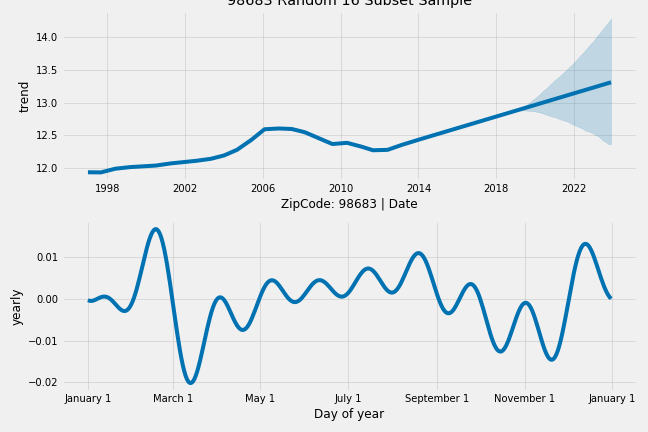 98683 Random 16 Subset Sample
14.0
13.5
13.0
12.5
12.0
trend
1998 2002 2006 2010 2014 2018 2022
ZipCode: 98683 | Date
0.01
0.00
−0.01
−0.02
yearly
January 1 March 1 May 1 July 1 September 1 November 1 January 1
Day of year